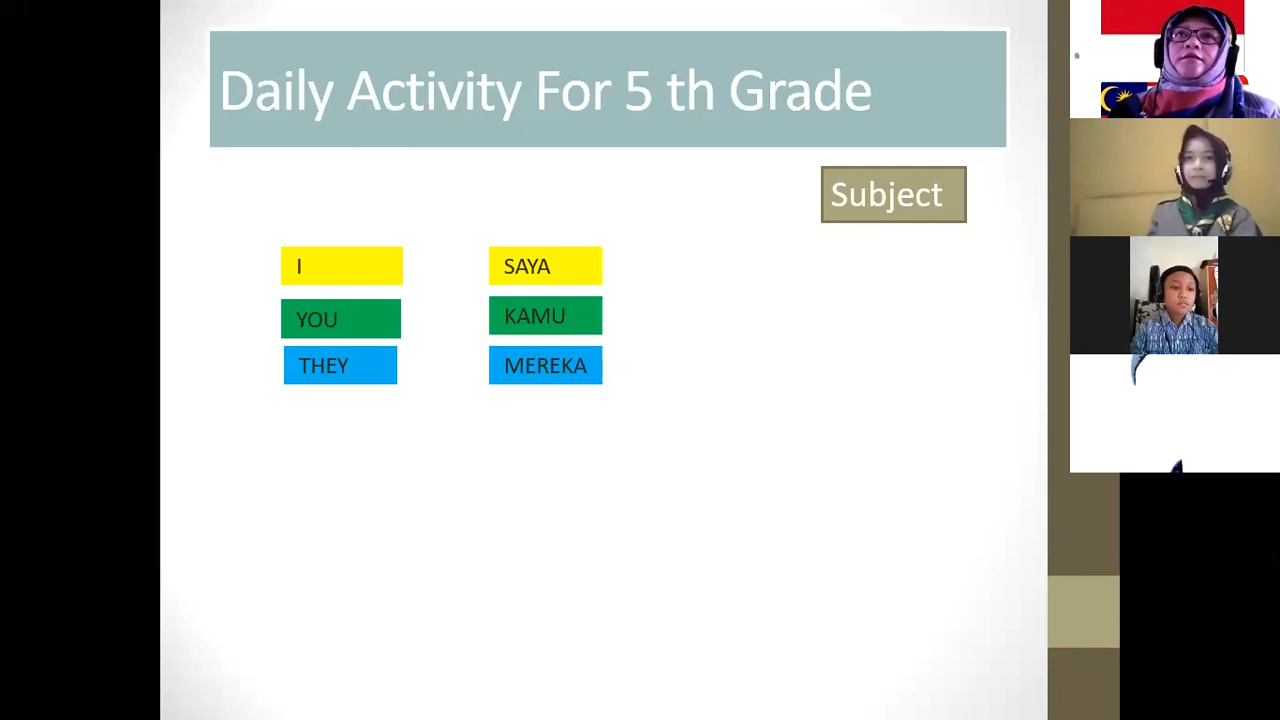 Daily Activity For 5 th Grade
Subject
I SAYA
YOU KAMU
THEY MEREKA